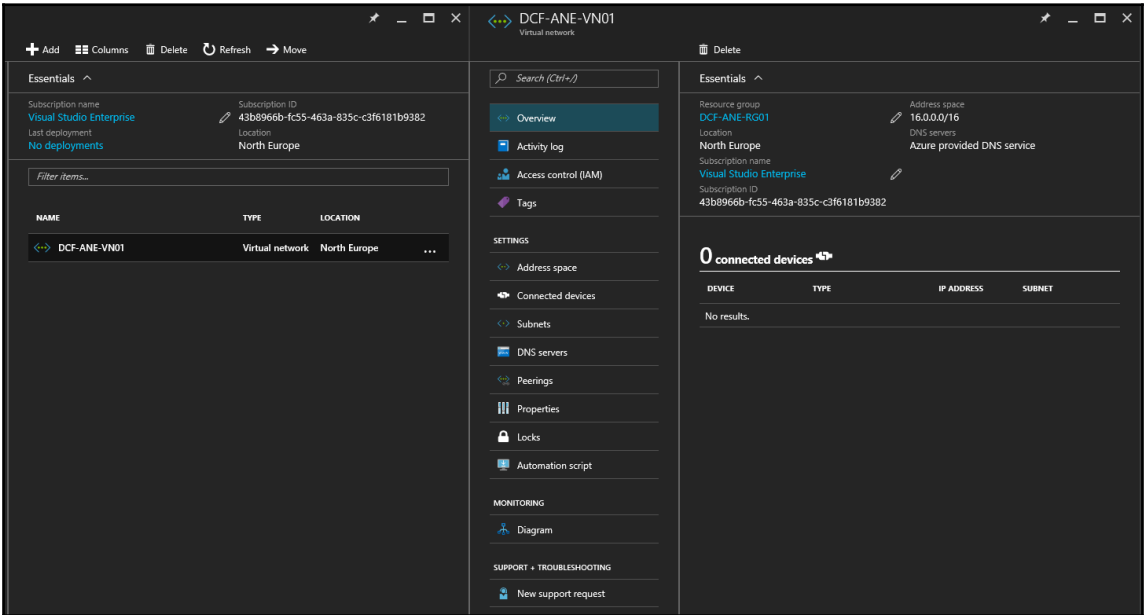 Add Columns Delete Refresh Move
Essentials
Subscription name Subscription ID
Visual Studio Enterprise 43b8966b-fc55-463a-835c-c3f6181b9382
Last deployment Location
No deployments North Europe
Filter items...
NAME TYPE LOCATION
DCF-ANE-VN01 Virtual network North Europe ...
DCF-ANE-VN01
Virtual network
Search (Ctrl+/)
Overview
Activity log
Access control (IAM)
Tags
SETTINGS
Address space
Connected devices
Subnets
DNS servers
Peerings
Properties
Locks
Automation script
MONITORING
Diagram
SUPPORT + TROUBLESHOOTING
New support request
Delete
Essentials
Resource group Address space
DCF-ANE-RG01 16.0.0.0/16
Location DNS servers
North Europe Azure provided DNS service
Subscription name
Visual Studio Enterprise
Subscription ID
43b8966b-fc55-463a-835c-c3f6181b9382
0 connected devices
DEVICE TYPE IP ADDRESS SUBNET
No results.